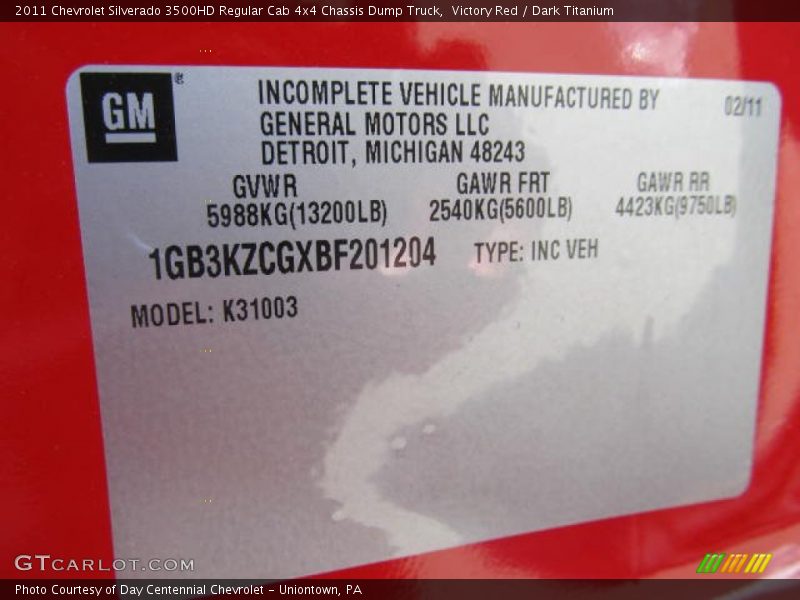 2011 Chevrolet Silverado 3500HD Regular Cab 4x4 Chassis Dump Truck, Victory Red / Dark Titanium
GM ®
INCOMPLETE VEHICLE MANUFACTURED BY 02/11
GENERAL MOTORS LLC
DETROIT, MICHIGAN 48243
GVWR GAWR FRT GAWR RR
5988KG(13200LB) 2540KG(5600LB) 4423KG(9750LB)
1GB3KZCGXBF201204 TYPE: INC VEH
MODEL: K31003
GTCARLOT.COM
Photo Courtesy of Day Centennial Chevrolet - Uniontown, PA